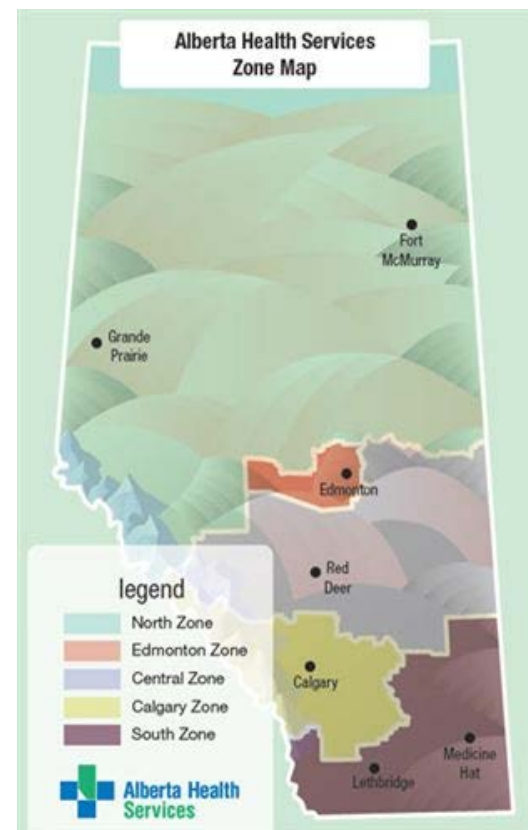 Alberta Health Services
Zone Map
Fort
McMurray
Grande
Prairie
Edmonton
Red
Deer
Calgary
Medicine
Hat
Lethbridge
legend
North Zone
Edmonton Zone
Central Zone
Calgary Zone
South Zone
Alberta Health
Services